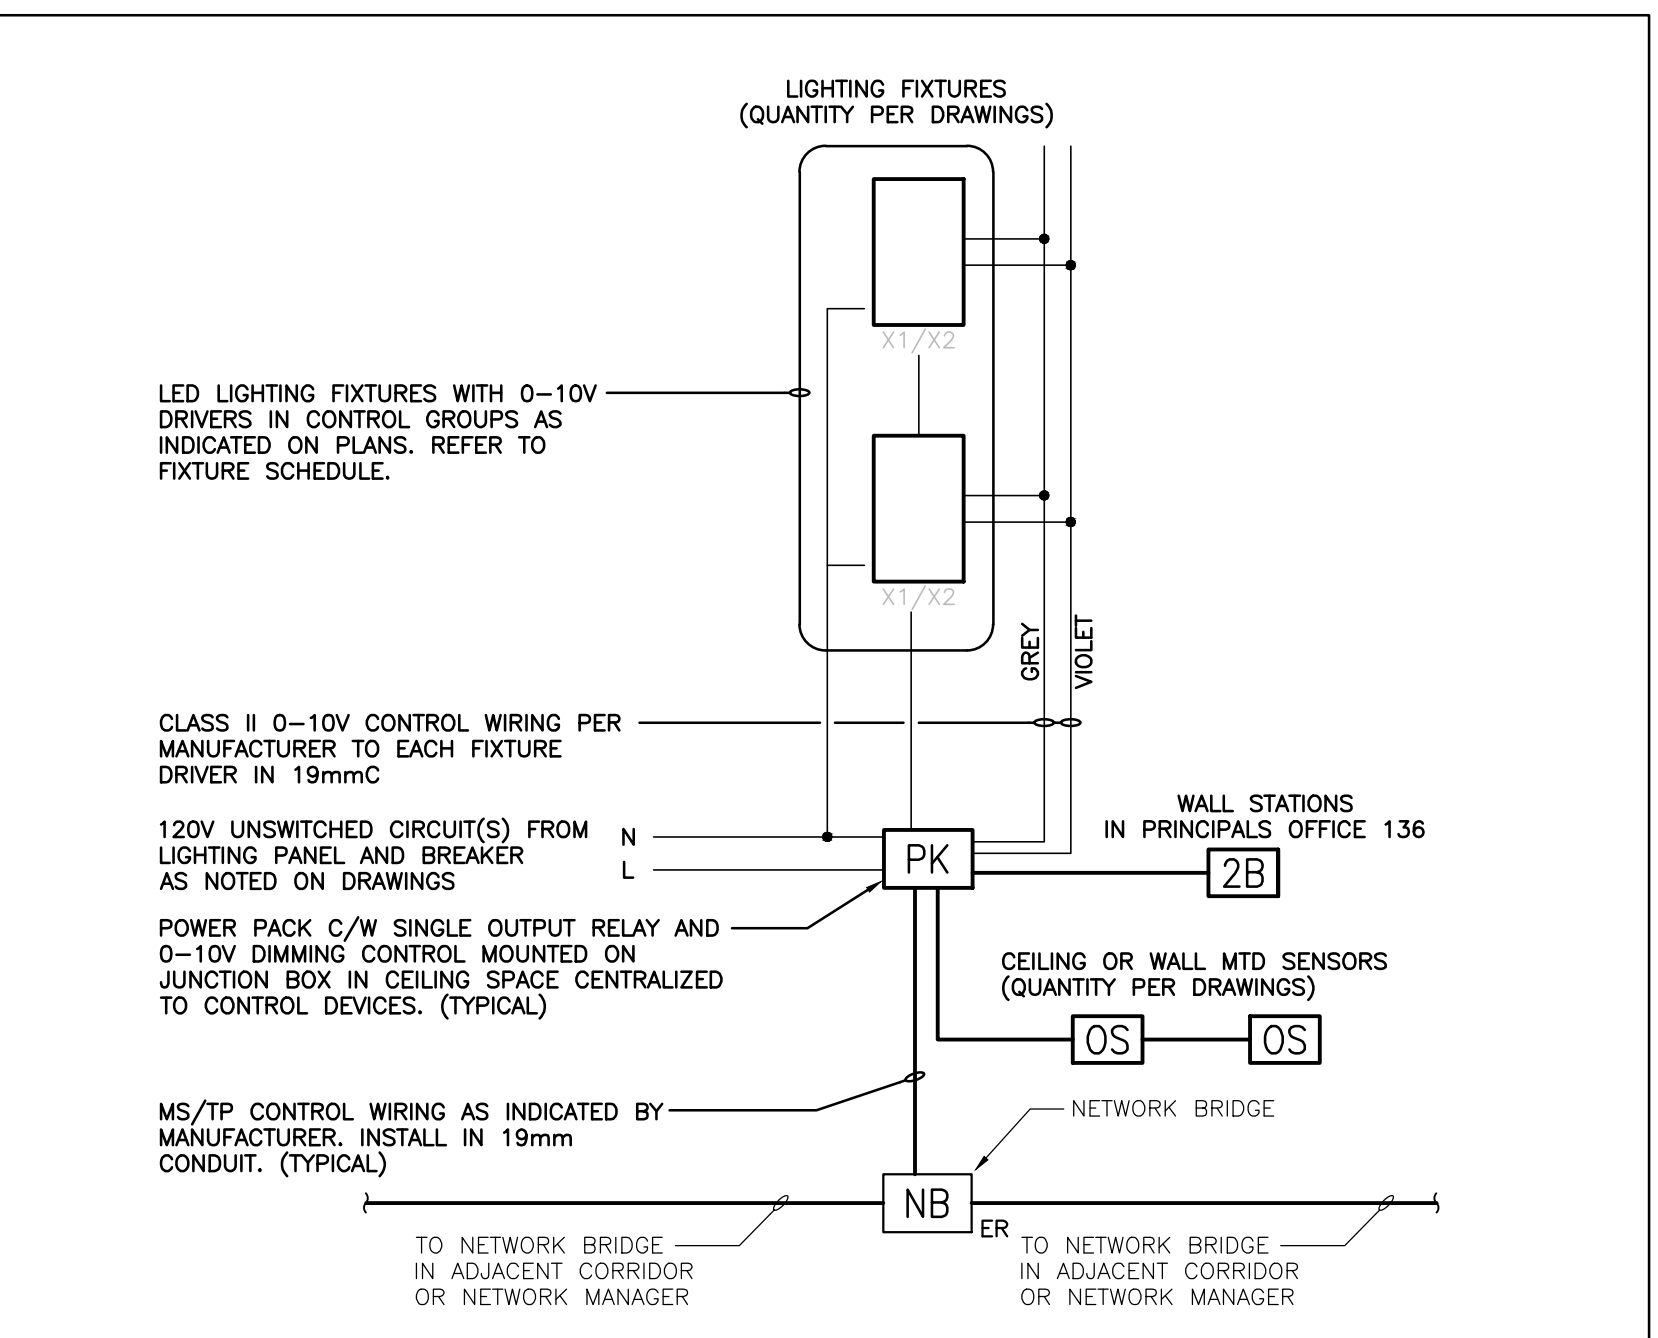 LIGHTING FIXTURES
(QUANTITY PER DRAWINGS)
X1/X2
LED LIGHTING FIXTURES WITH 0-10V
DRIVERS IN CONTROL GROUPS AS
INDICATED ON PLANS. REFER TO
FIXTURE SCHEDULE.
X1/X2
GREY
VIOLET
CLASS II 0-10V CONTROL WIRING PER
MANUFACTURER TO EACH FIXTURE
DRIVER IN 19mmC
WALL STATIONS
IN PRINCIPALS OFFICE 136
120V UNSWITCHED CIRCUIT(S) FROM
LIGHTING PANEL AND BREAKER
AS NOTED ON DRAWINGS
N
L
PK
2B
POWER PACK C/W SINGLE OUTPUT RELAY AND
0-10V DIMMING CONTROL MOUNTED ON
JUNCTION BOX IN CEILING SPACE CENTRALIZED
TO CONTROL DEVICES. (TYPICAL)
CEILING OR WALL MTD SENSORS
(QUANTITY PER DRAWINGS)
OS
OS
MS/TP CONTROL WIRING AS INDICATED BY
MANUFACTURER. INSTALL IN 19mm
CONDUIT. (TYPICAL)
NETWORK BRIDGE
NB
ER
TO NETWORK BRIDGE
IN ADJACENT CORRIDOR
OR NETWORK MANAGER
TO NETWORK BRIDGE
IN ADJACENT CORRIDOR
OR NETWORK MANAGER